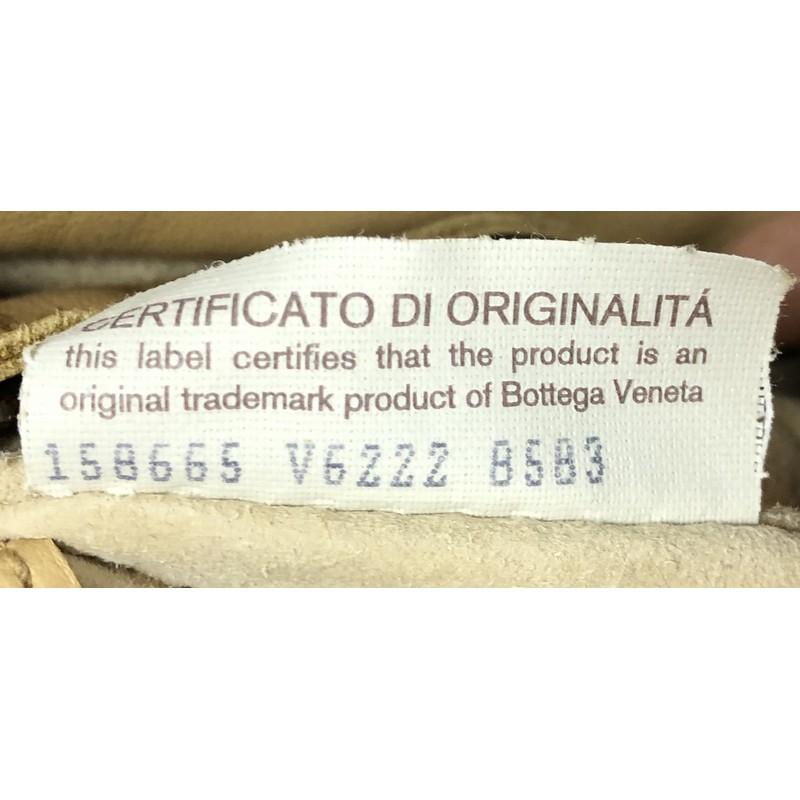 CERTIFICATO DI ORIGINALITÁ
this label certifies that the product is an
original trademark product of Bottega Veneta
158665 V6222 8583